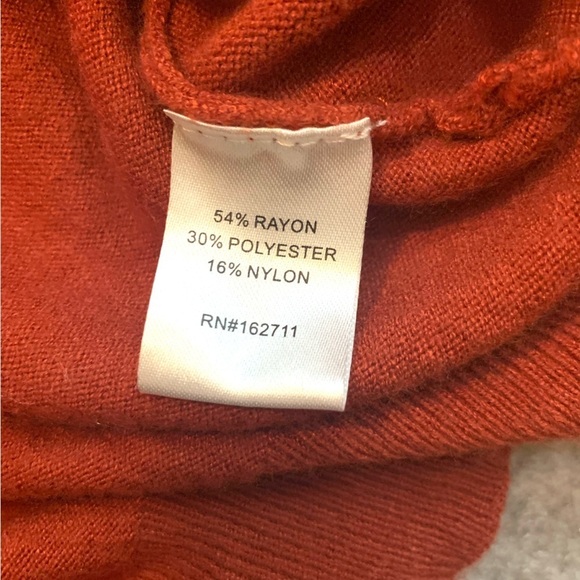 54% RAYON
30% POLYESTER
16% NYLON
RN#162711